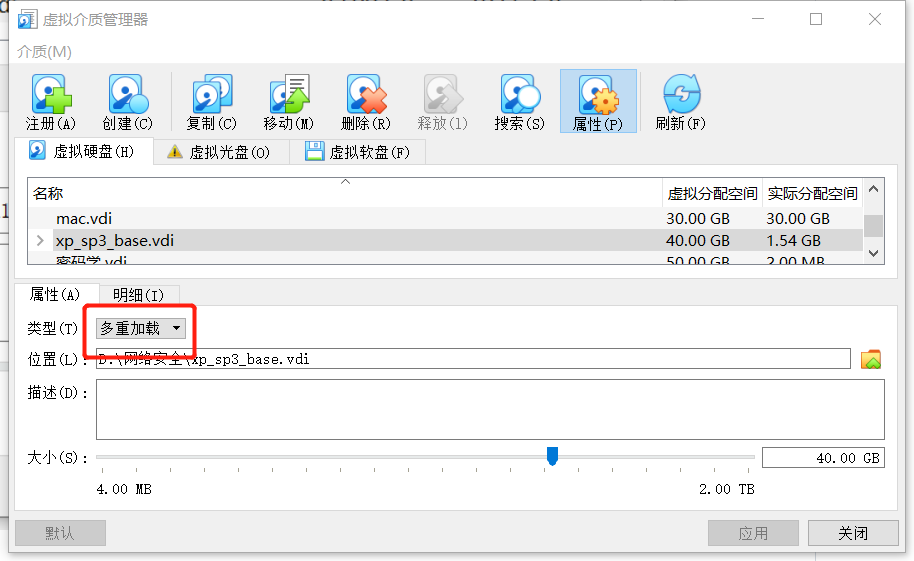 虚拟介质管理器
介质(M)
注册(A) 创建(C) 复制(C) 移动(M) 删除(R) 释放(l) 搜索(S) 属性(P) 刷新(F)
虚拟硬盘(H) 虚拟光盘(O) 虚拟软盘(F)
名称 虚拟分配空间 实际分配空间
mac.vdi 30.00 GB 30.00 GB
xp_sp3_base.vdi 40.00 GB 1.54 GB
密码学.vdi 50.00 GB 2.00 MB
属性(A) 明细(I)
类型(T) 多重加载
位置(L): D:\网络安全\xp_sp3_base.vdi
描述(D):
大小(S): 40.00 GB
4.00 MB 2.00 TB
默认 应用 关闭